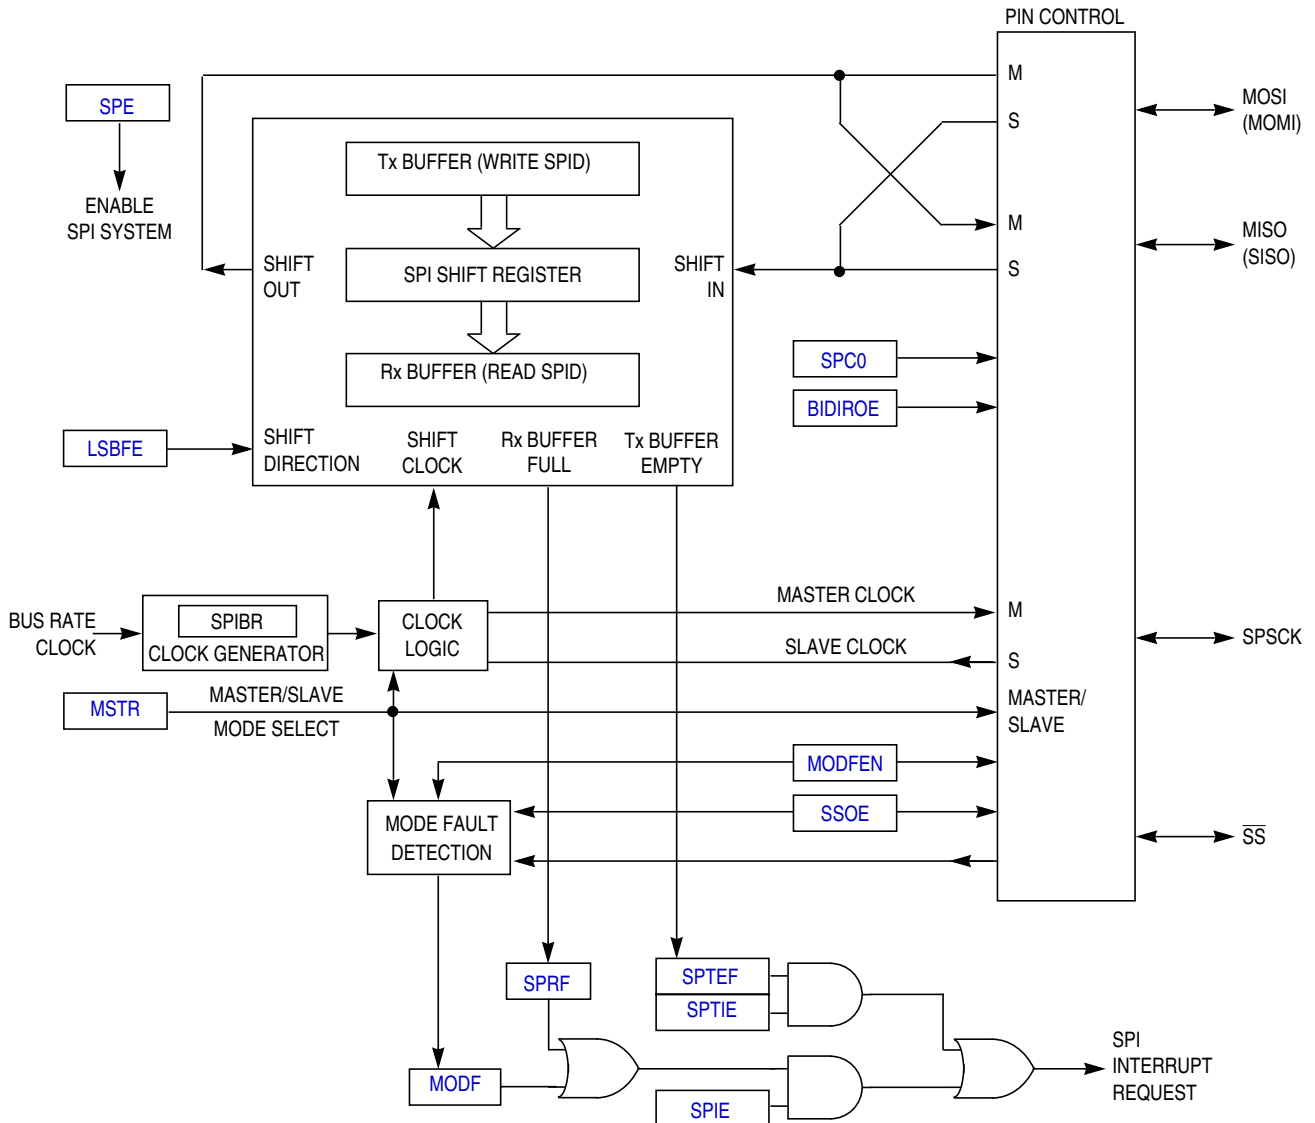 PIN CONTROL
M
SPE
MOSI
(MOMI)
S
Tx BUFFER (WRITE SPID)
ENABLE
SPI SYSTEM
M
MISO
(SISO)
SHIFT
OUT
SPI SHIFT REGISTER
SHIFT
IN
S
SPC0
Rx BUFFER (READ SPID)
BIDIROE
LSBFE
SHIFT
DIRECTION
SHIFT
CLOCK
Rx BUFFER
FULL
Tx BUFFER
EMPTY
MASTER CLOCK
M
BUS RATE
CLOCK
SPIBR
CLOCK GENERATOR
CLOCK
LOGIC
SLAVE CLOCK
S
SPSCK
MSTR
MASTER/SLAVE
MODE SELECT
MASTER/
SLAVE
MODFEN
SSOE
MODE FAULT
DETECTION
SS
SPRF
SPTEF
SPTIE
SPI
INTERRUPT
REQUEST
MODF
SPIE